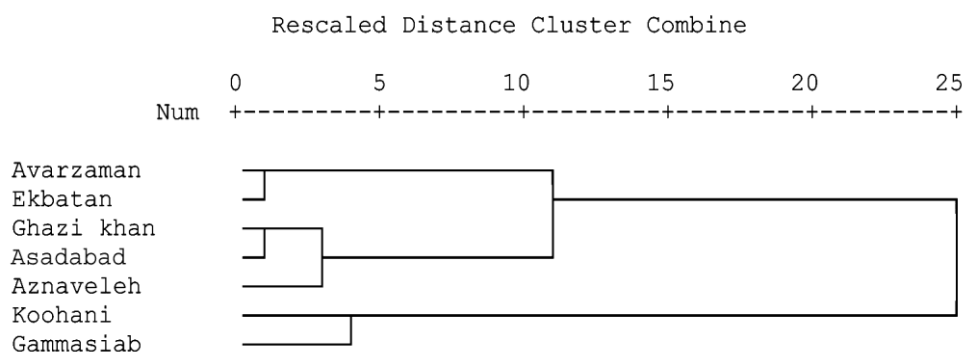 Rescaled Distance Cluster Combine
0 5 10 15 20 25
Num +---------+---------+---------+---------+---------+
Avarzaman
Ekbatan
Ghazi khan
Asadabad
Aznaveleh
Koohani
Gammasiab